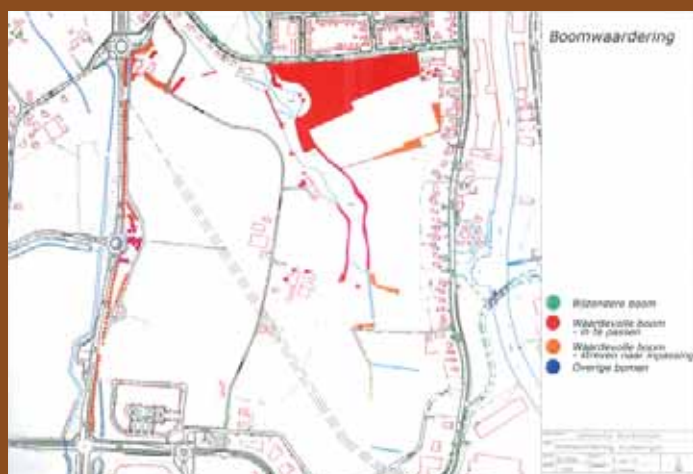 Boomwaardering
Bijzondere boom
Waardevolle boom
- in te passen
Waardevolle boom
- streven naar inpassing
Overige bomen